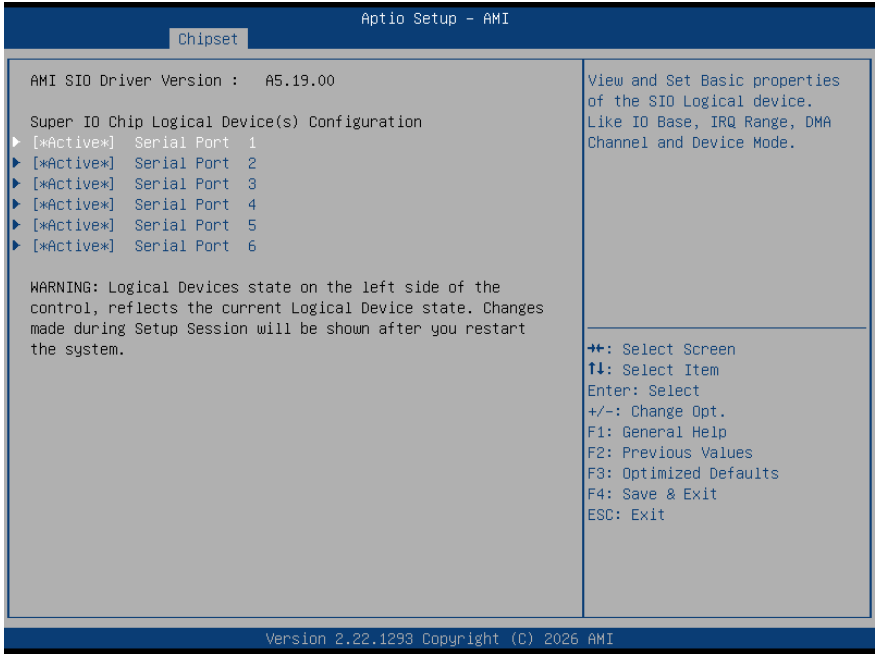 Aptio Setup – AMI
Chipset
AMI SIO Driver Version : A5.19.00
Super IO Chip Logical Device(s) Configuration
[*Active*] Serial Port 1
[*Active*] Serial Port 2
[*Active*] Serial Port 3
[*Active*] Serial Port 4
[*Active*] Serial Port 5
[*Active*] Serial Port 6
WARNING: Logical Devices state on the left side of the
control, reflects the current Logical Device state. Changes
made during Setup Session will be shown after you restart
the system.
View and Set Basic properties
of the SIO Logical device.
Like IO Base, IRQ Range, DMA
Channel and Device Mode.
→←: Select Screen
↑↓: Select Item
Enter: Select
+/-: Change Opt.
F1: General Help
F2: Previous Values
F3: Optimized Defaults
F4: Save & Exit
ESC: Exit
Version 2.22.1293 Copyright (C) 2026 AMI